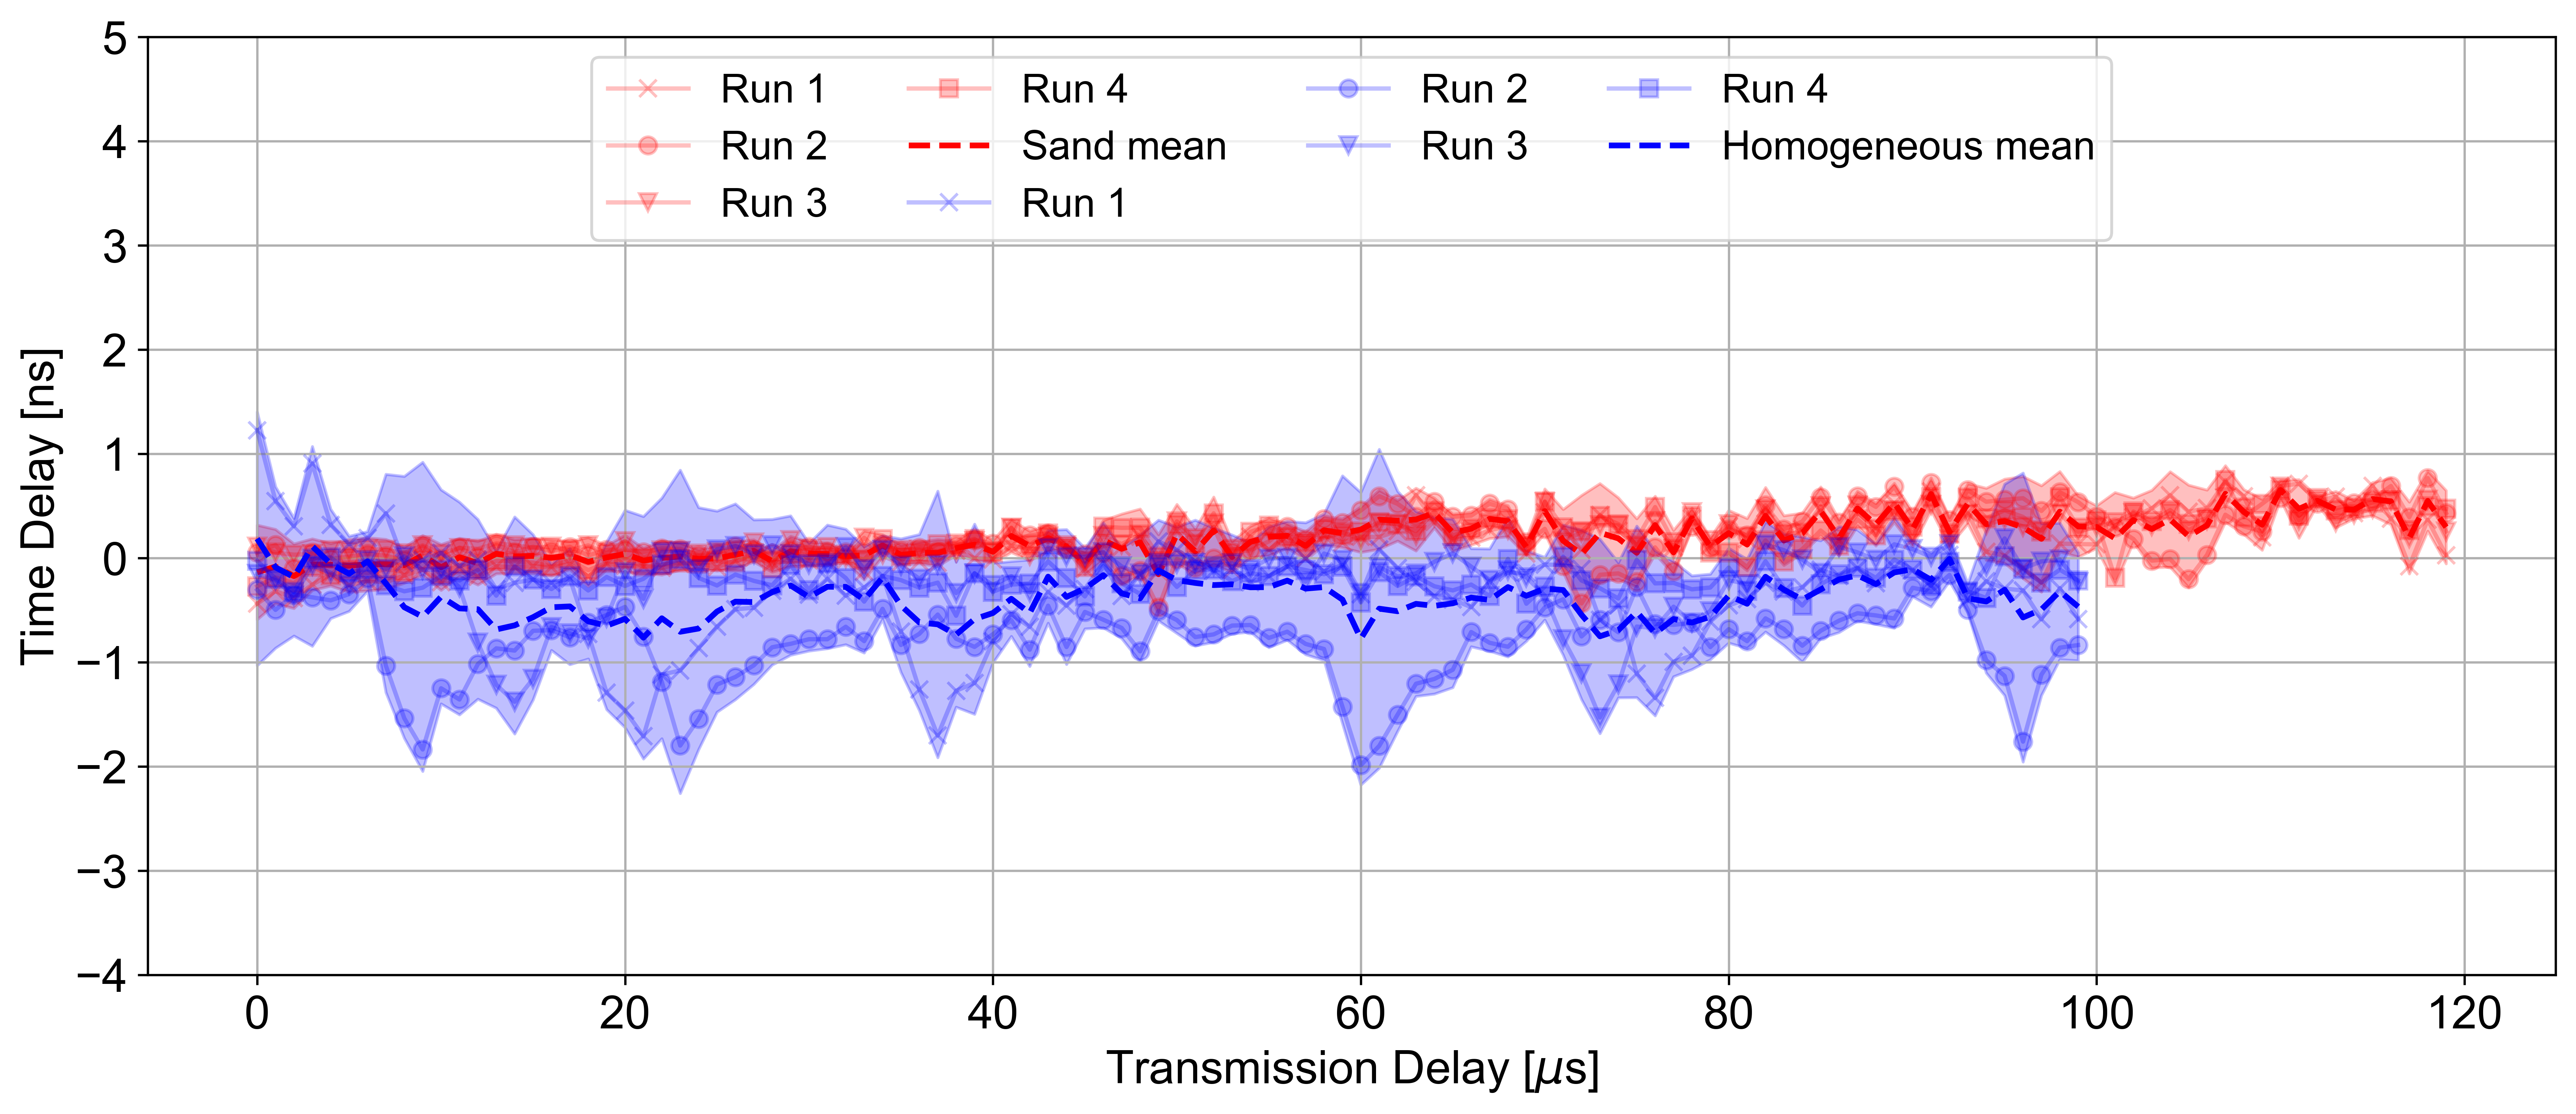 5
4
3
2
1
0
−1
−2
−3
−4
Time Delay [ns]
Run 1
Run 2
Run 3
Run 4
Sand mean
Run 1
Run 2
Run 3
Run 4
Homogeneous mean
0 20 40 60 80 100 120
Transmission Delay [μs]